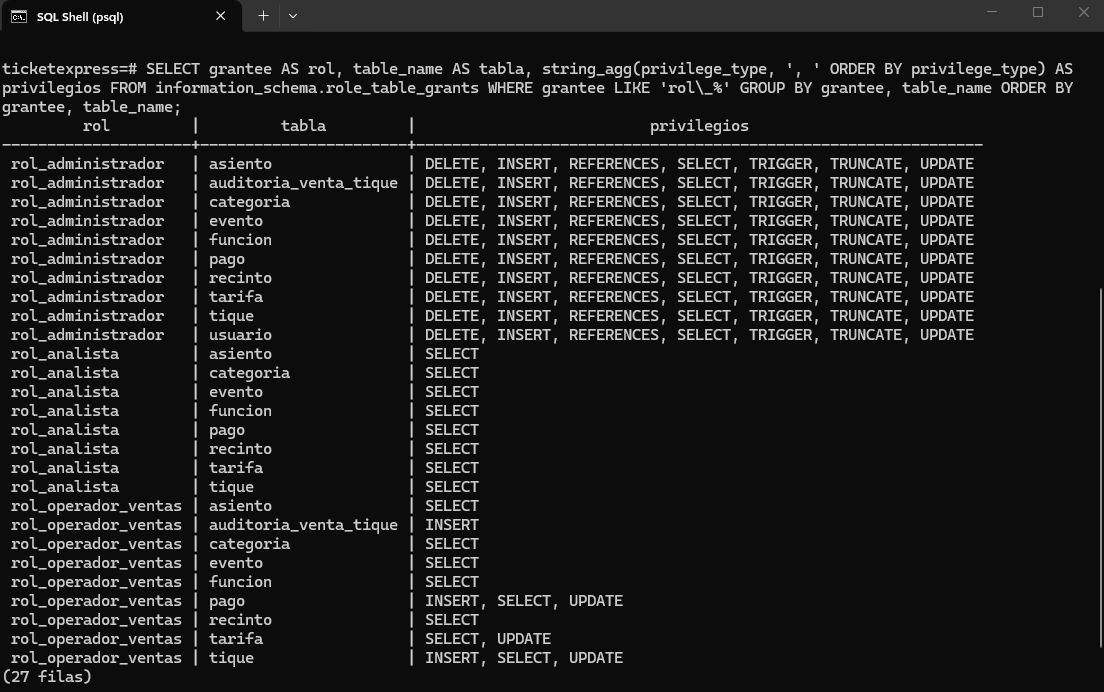 SQL Shell (psql)
ticketexpress=# SELECT grantee AS rol, table_name AS tabla, string_agg(privilege_type, ', ' ORDER BY privilege_type) AS
privilegios FROM information_schema.role_table_grants WHERE grantee LIKE 'rol\_%' GROUP BY grantee, table_name ORDER BY
grantee, table_name;
         rol         |         tabla         |                          privilegios
---------------------+-----------------------+---------------------------------------------------------------
 rol_administrador   | asiento               | DELETE, INSERT, REFERENCES, SELECT, TRIGGER, TRUNCATE, UPDATE
 rol_administrador   | auditoria_venta_tique | DELETE, INSERT, REFERENCES, SELECT, TRIGGER, TRUNCATE, UPDATE
 rol_administrador   | categoria             | DELETE, INSERT, REFERENCES, SELECT, TRIGGER, TRUNCATE, UPDATE
 rol_administrador   | evento                | DELETE, INSERT, REFERENCES, SELECT, TRIGGER, TRUNCATE, UPDATE
 rol_administrador   | funcion               | DELETE, INSERT, REFERENCES, SELECT, TRIGGER, TRUNCATE, UPDATE
 rol_administrador   | pago                  | DELETE, INSERT, REFERENCES, SELECT, TRIGGER, TRUNCATE, UPDATE
 rol_administrador   | recinto               | DELETE, INSERT, REFERENCES, SELECT, TRIGGER, TRUNCATE, UPDATE
 rol_administrador   | tarifa                | DELETE, INSERT, REFERENCES, SELECT, TRIGGER, TRUNCATE, UPDATE
 rol_administrador   | tique                 | DELETE, INSERT, REFERENCES, SELECT, TRIGGER, TRUNCATE, UPDATE
 rol_administrador   | usuario               | DELETE, INSERT, REFERENCES, SELECT, TRIGGER, TRUNCATE, UPDATE
 rol_analista        | asiento               | SELECT
 rol_analista        | categoria             | SELECT
 rol_analista        | evento                | SELECT
 rol_analista        | funcion               | SELECT
 rol_analista        | pago                  | SELECT
 rol_analista        | recinto               | SELECT
 rol_analista        | tarifa                | SELECT
 rol_analista        | tique                 | SELECT
 rol_operador_ventas | asiento               | SELECT
 rol_operador_ventas | auditoria_venta_tique | INSERT
 rol_operador_ventas | categoria             | SELECT
 rol_operador_ventas | evento                | SELECT
 rol_operador_ventas | funcion               | SELECT
 rol_operador_ventas | pago                  | INSERT, SELECT, UPDATE
 rol_operador_ventas | recinto               | SELECT
 rol_operador_ventas | tarifa                | SELECT, UPDATE
 rol_operador_ventas | tique                 | INSERT, SELECT, UPDATE
(27 filas)